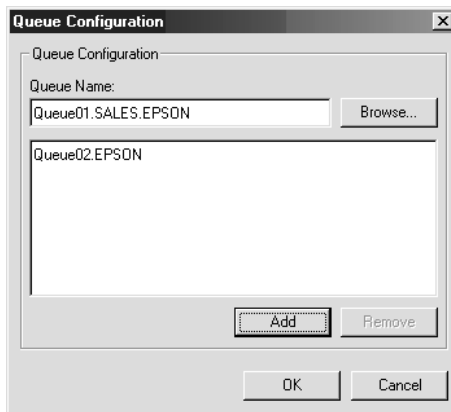 Queue Configuration
Queue Configuration
Queue Name:
Queue01.SALES.EPSON
Browse...
Queue02.EPSON
Add
Remove
OK
Cancel